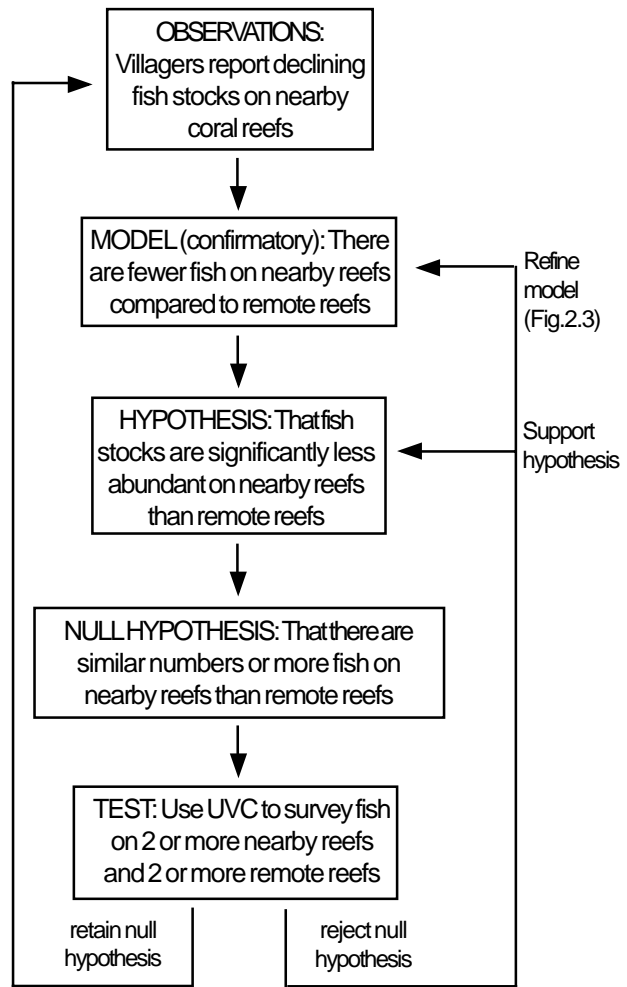 OBSERVATIONS:
Villagers report declining
fish stocks on nearby
coral reefs
MODEL (confirmatory): There
are fewer fish on nearby reefs
compared to remote reefs
Refine
model
(Fig.2.3)
HYPOTHESIS: That fish
stocks are significantly less
abundant on nearby reefs
than remote reefs
Support
hypothesis
NULL HYPOTHESIS: That there are
similar numbers or more fish on
nearby reefs than remote reefs
TEST: Use UVC to survey fish
on 2 or more nearby reefs
and 2 or more remote reefs
retain null
hypothesis
reject null
hypothesis